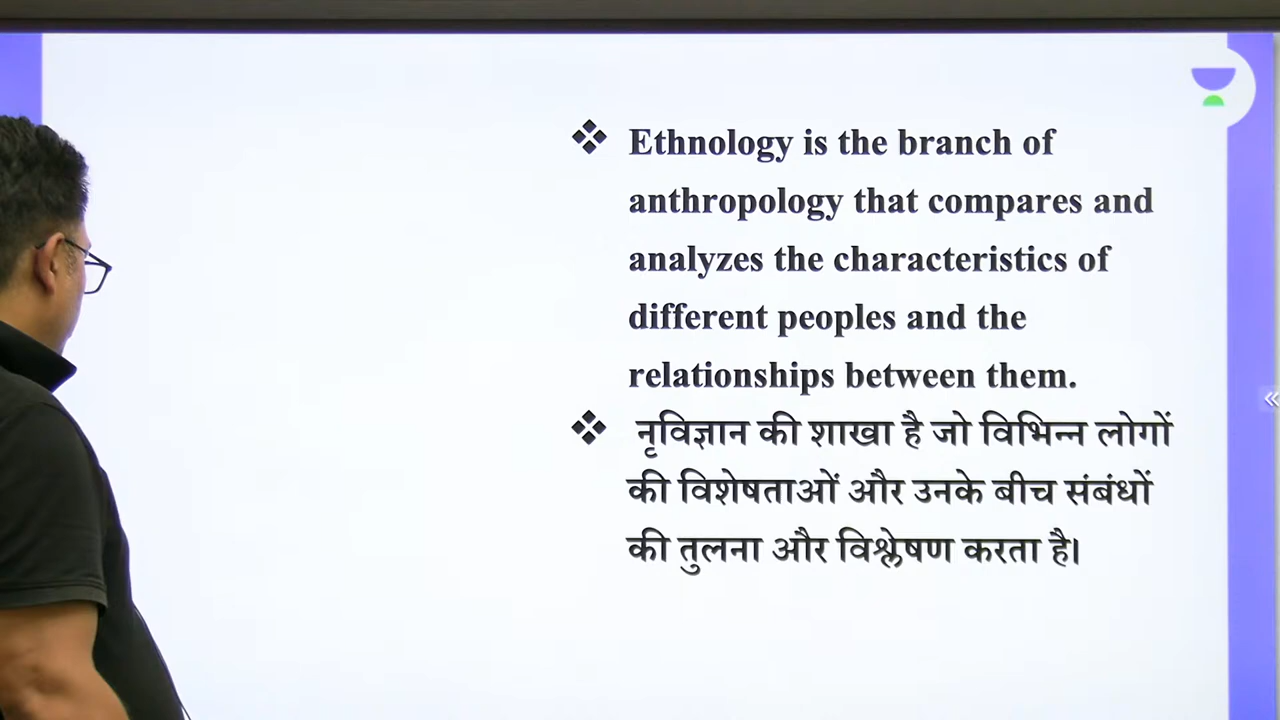 Ethnology is the branch of
anthropology that compares and
analyzes the characteristics of
different peoples and the
relationships between them.
नृविज्ञान की शाखा है जो विभिन्न लोगों
की विशेषताओं और उनके बीच संबंधों
की तुलना और विश्लेषण करता है।